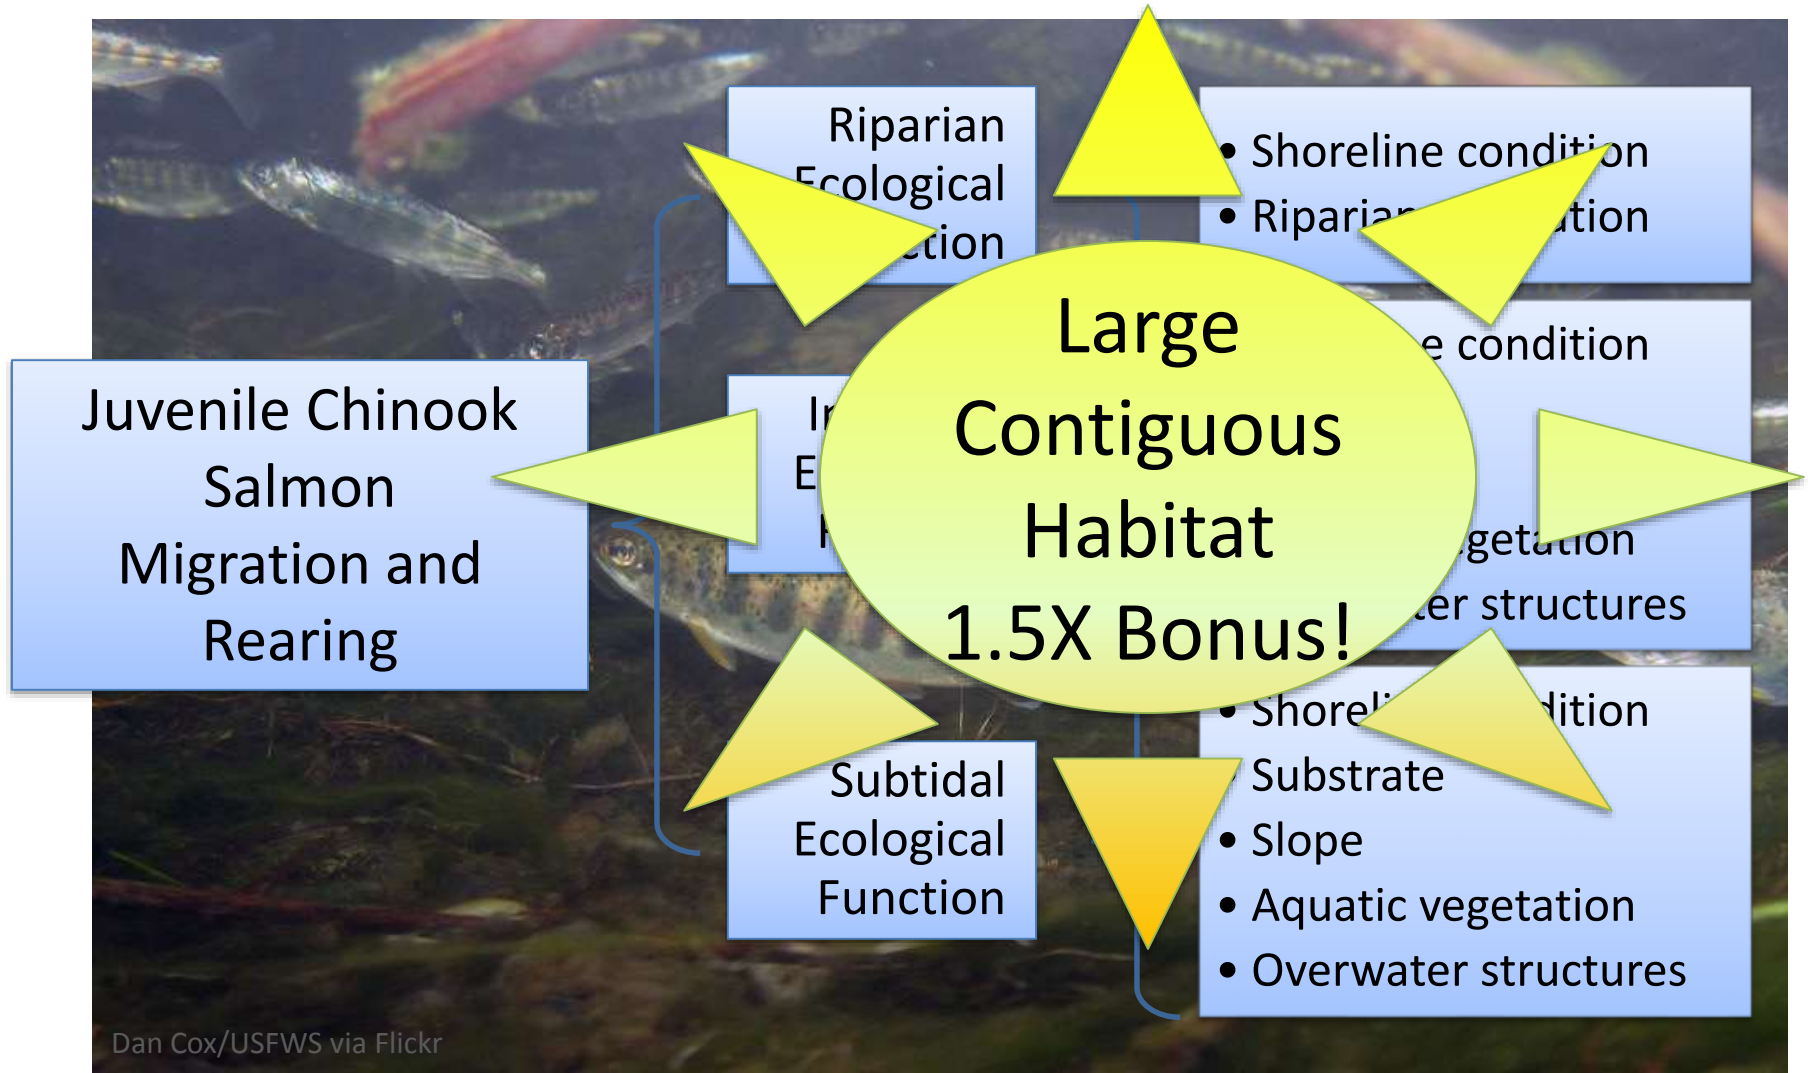 Juvenile Chinook
Salmon
Migration and
Rearing
Riparian
Ecological
Subtidal
Ecological
Function
• Shoreline condition
• Riparian
condition
• condition
• Substrate
• Slope
• Aquatic vegetation
• Overwater structures
structures
Large
Contiguous
Habitat
1.5X Bonus!
Dan Cox/USFWS via Flickr